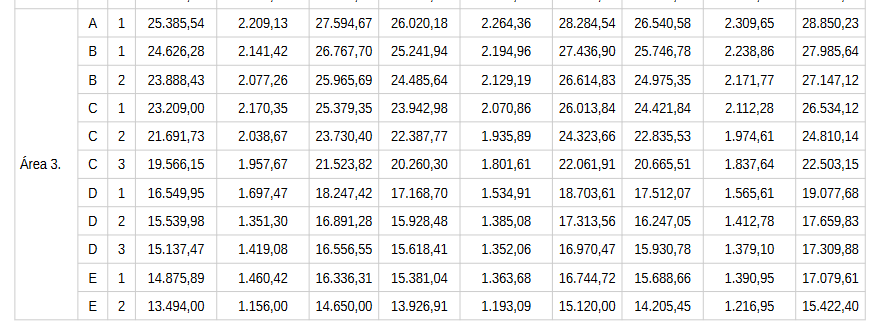 A 1 25.385,54 2.209,13 27.594,67 26.020,18 2.264,36 28.284,54 26.540,58 2.309,65 28.850,23
B 1 24.626,28 2.141,42 26.767,70 25.241,94 2.194,96 27.436,90 25.746,78 2.238,86 27.985,64
B 2 23.888,43 2.077,26 25.965,69 24.485,64 2.129,19 26.614,83 24.975,35 2.171,77 27.147,12
C 1 23.209,00 2.170,35 25.379,35 23.942,98 2.070,86 26.013,84 24.421,84 2.112,28 26.534,12
C 2 21.691,73 2.038,67 23.730,40 22.387,77 1.935,89 24.323,66 22.835,53 1.974,61 24.810,14
Área 3. C 3 19.566,15 1.957,67 21.523,82 20.260,30 1.801,61 22.061,91 20.665,51 1.837,64 22.503,15
D 1 16.549,95 1.697,47 18.247,42 17.168,70 1.534,91 18.703,61 17.512,07 1.565,61 19.077,68
D 2 15.539,98 1.351,30 16.891,28 15.928,48 1.385,08 17.313,56 16.247,05 1.412,78 17.659,83
D 3 15.137,47 1.419,08 16.556,55 15.618,41 1.352,06 16.970,47 15.930,78 1.379,10 17.309,88
E 1 14.875,89 1.460,42 16.336,31 15.381,04 1.363,68 16.744,72 15.688,66 1.390,95 17.079,61
E 2 13.494,00 1.156,00 14.650,00 13.926,91 1.193,09 15.120,00 14.205,45 1.216,95 15.422,40